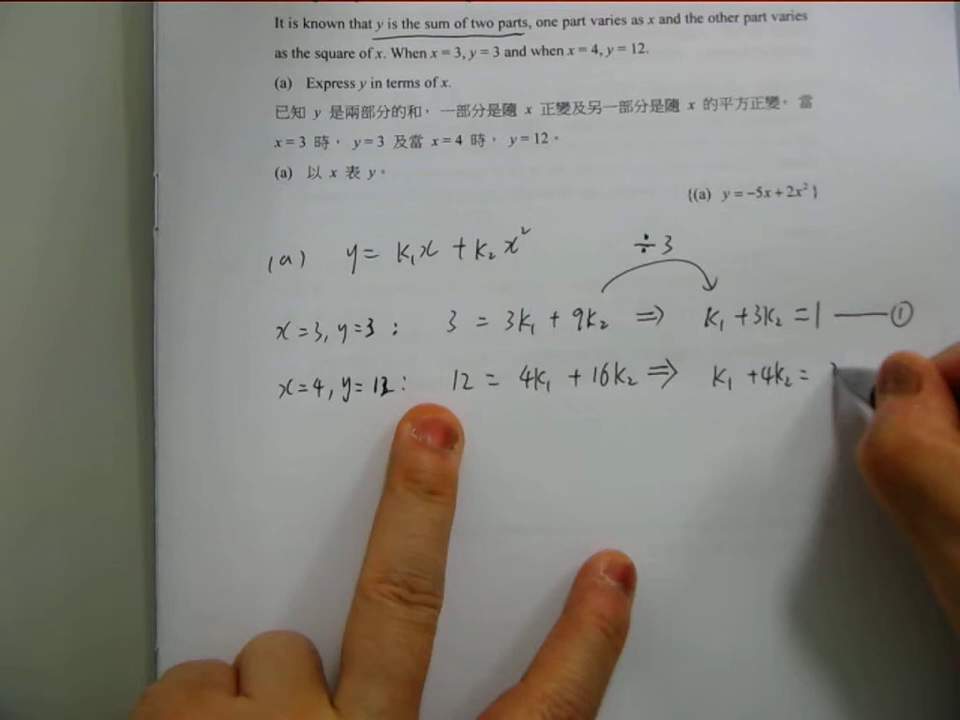 It is known that y is the sum of two parts, one part varies as x and the other part varies
as the square of x. When x = 3, y = 3 and when x = 4, y = 12.
(a) Express y in terms of x.
已知 y 是兩部分的和，一部分是隨 x 正變及另一部分是隨 x 的平方正變。當
x = 3 時，y = 3 及當 x = 4 時，y = 12。
(a) 以 x 表 y。
{(a) y = −5x + 2x²}
(a) y = k₁x + k₂x²
÷3
x=3, y=3 : 3 = 3k₁ + 9k₂ ⇒ k₁ + 3k₂ = 1 —— ①
x=4, y=12 : 12 = 4k₁ + 16k₂ ⇒ k₁ + 4k₂ =